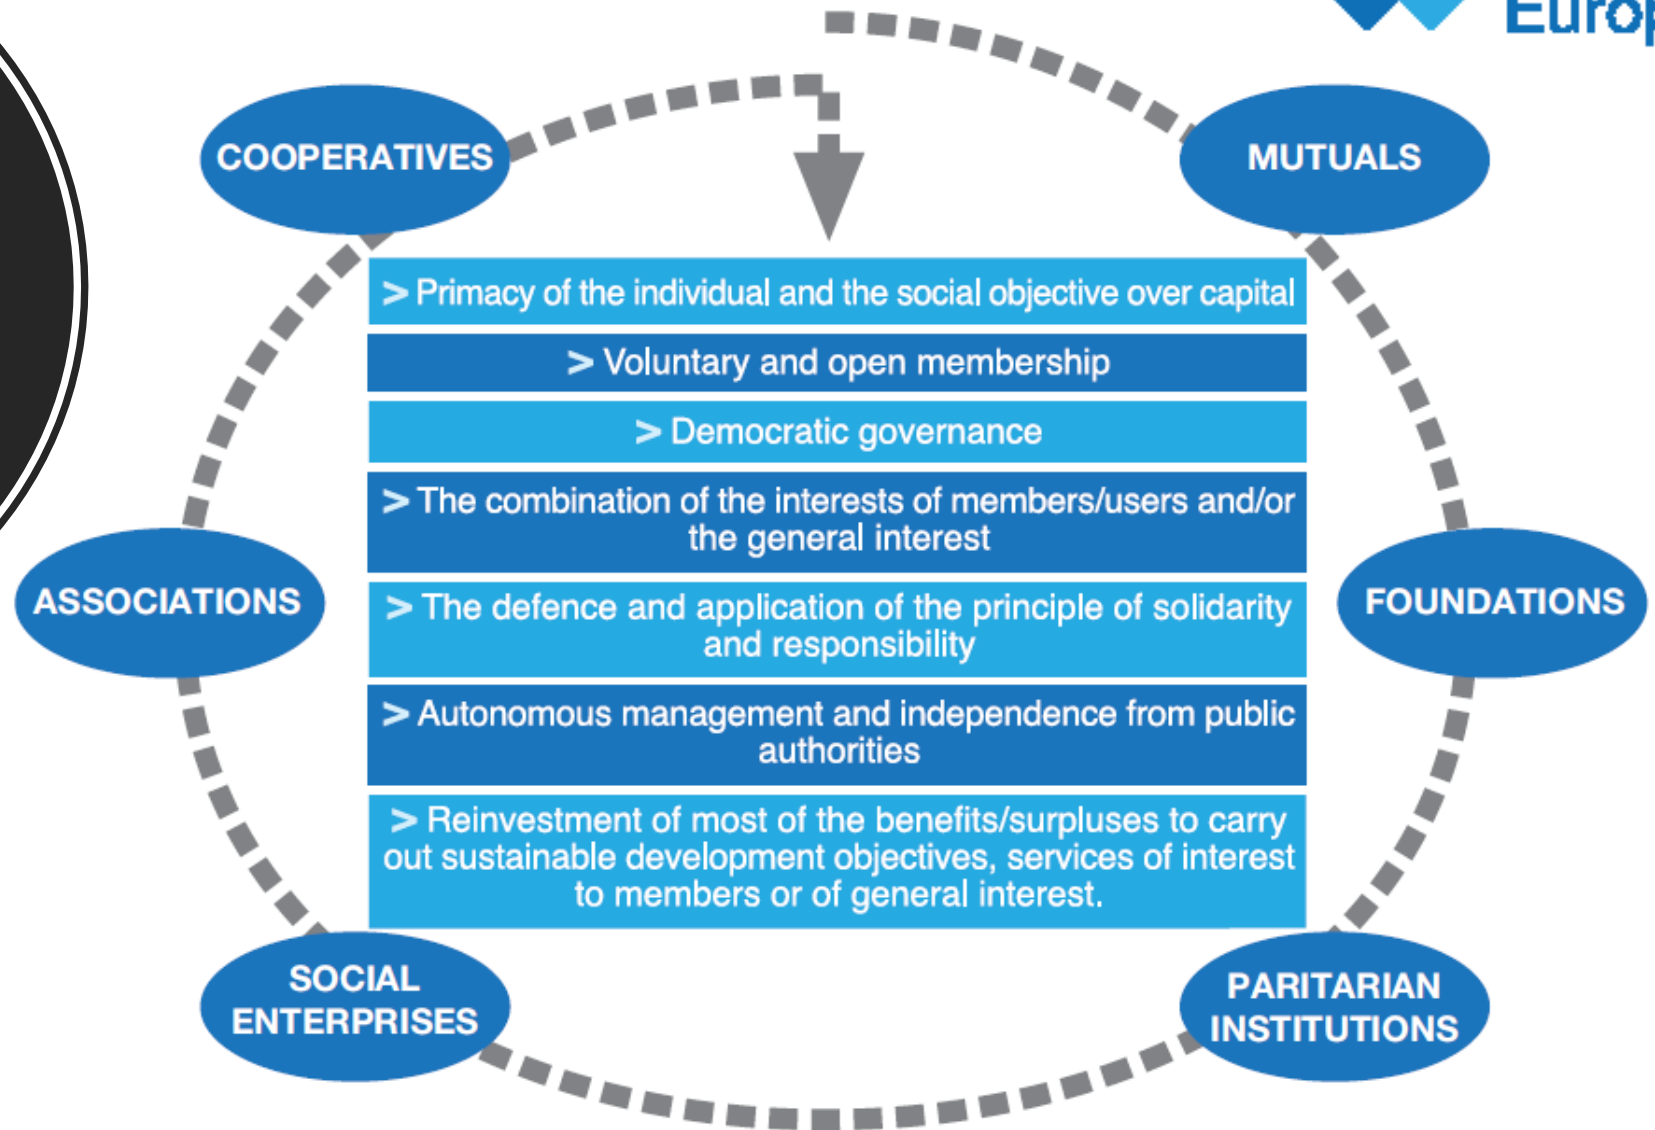 Europ
COOPERATIVES
MUTUALS
> Primacy of the individual and the social objective over capital
> Voluntary and open membership
> Democratic governance
> The combination of the interests of members/users and/or
the general interest
ASSOCIATIONS
FOUNDATIONS
> The defence and application of the principle of solidarity
and responsibility
> Autonomous management and independence from public
authorities
> Reinvestment of most of the benefits/surpluses to carry
out sustainable development objectives, services of interest
to members or of general interest.
SOCIAL
ENTERPRISES
PARITARIAN
INSTITUTIONS